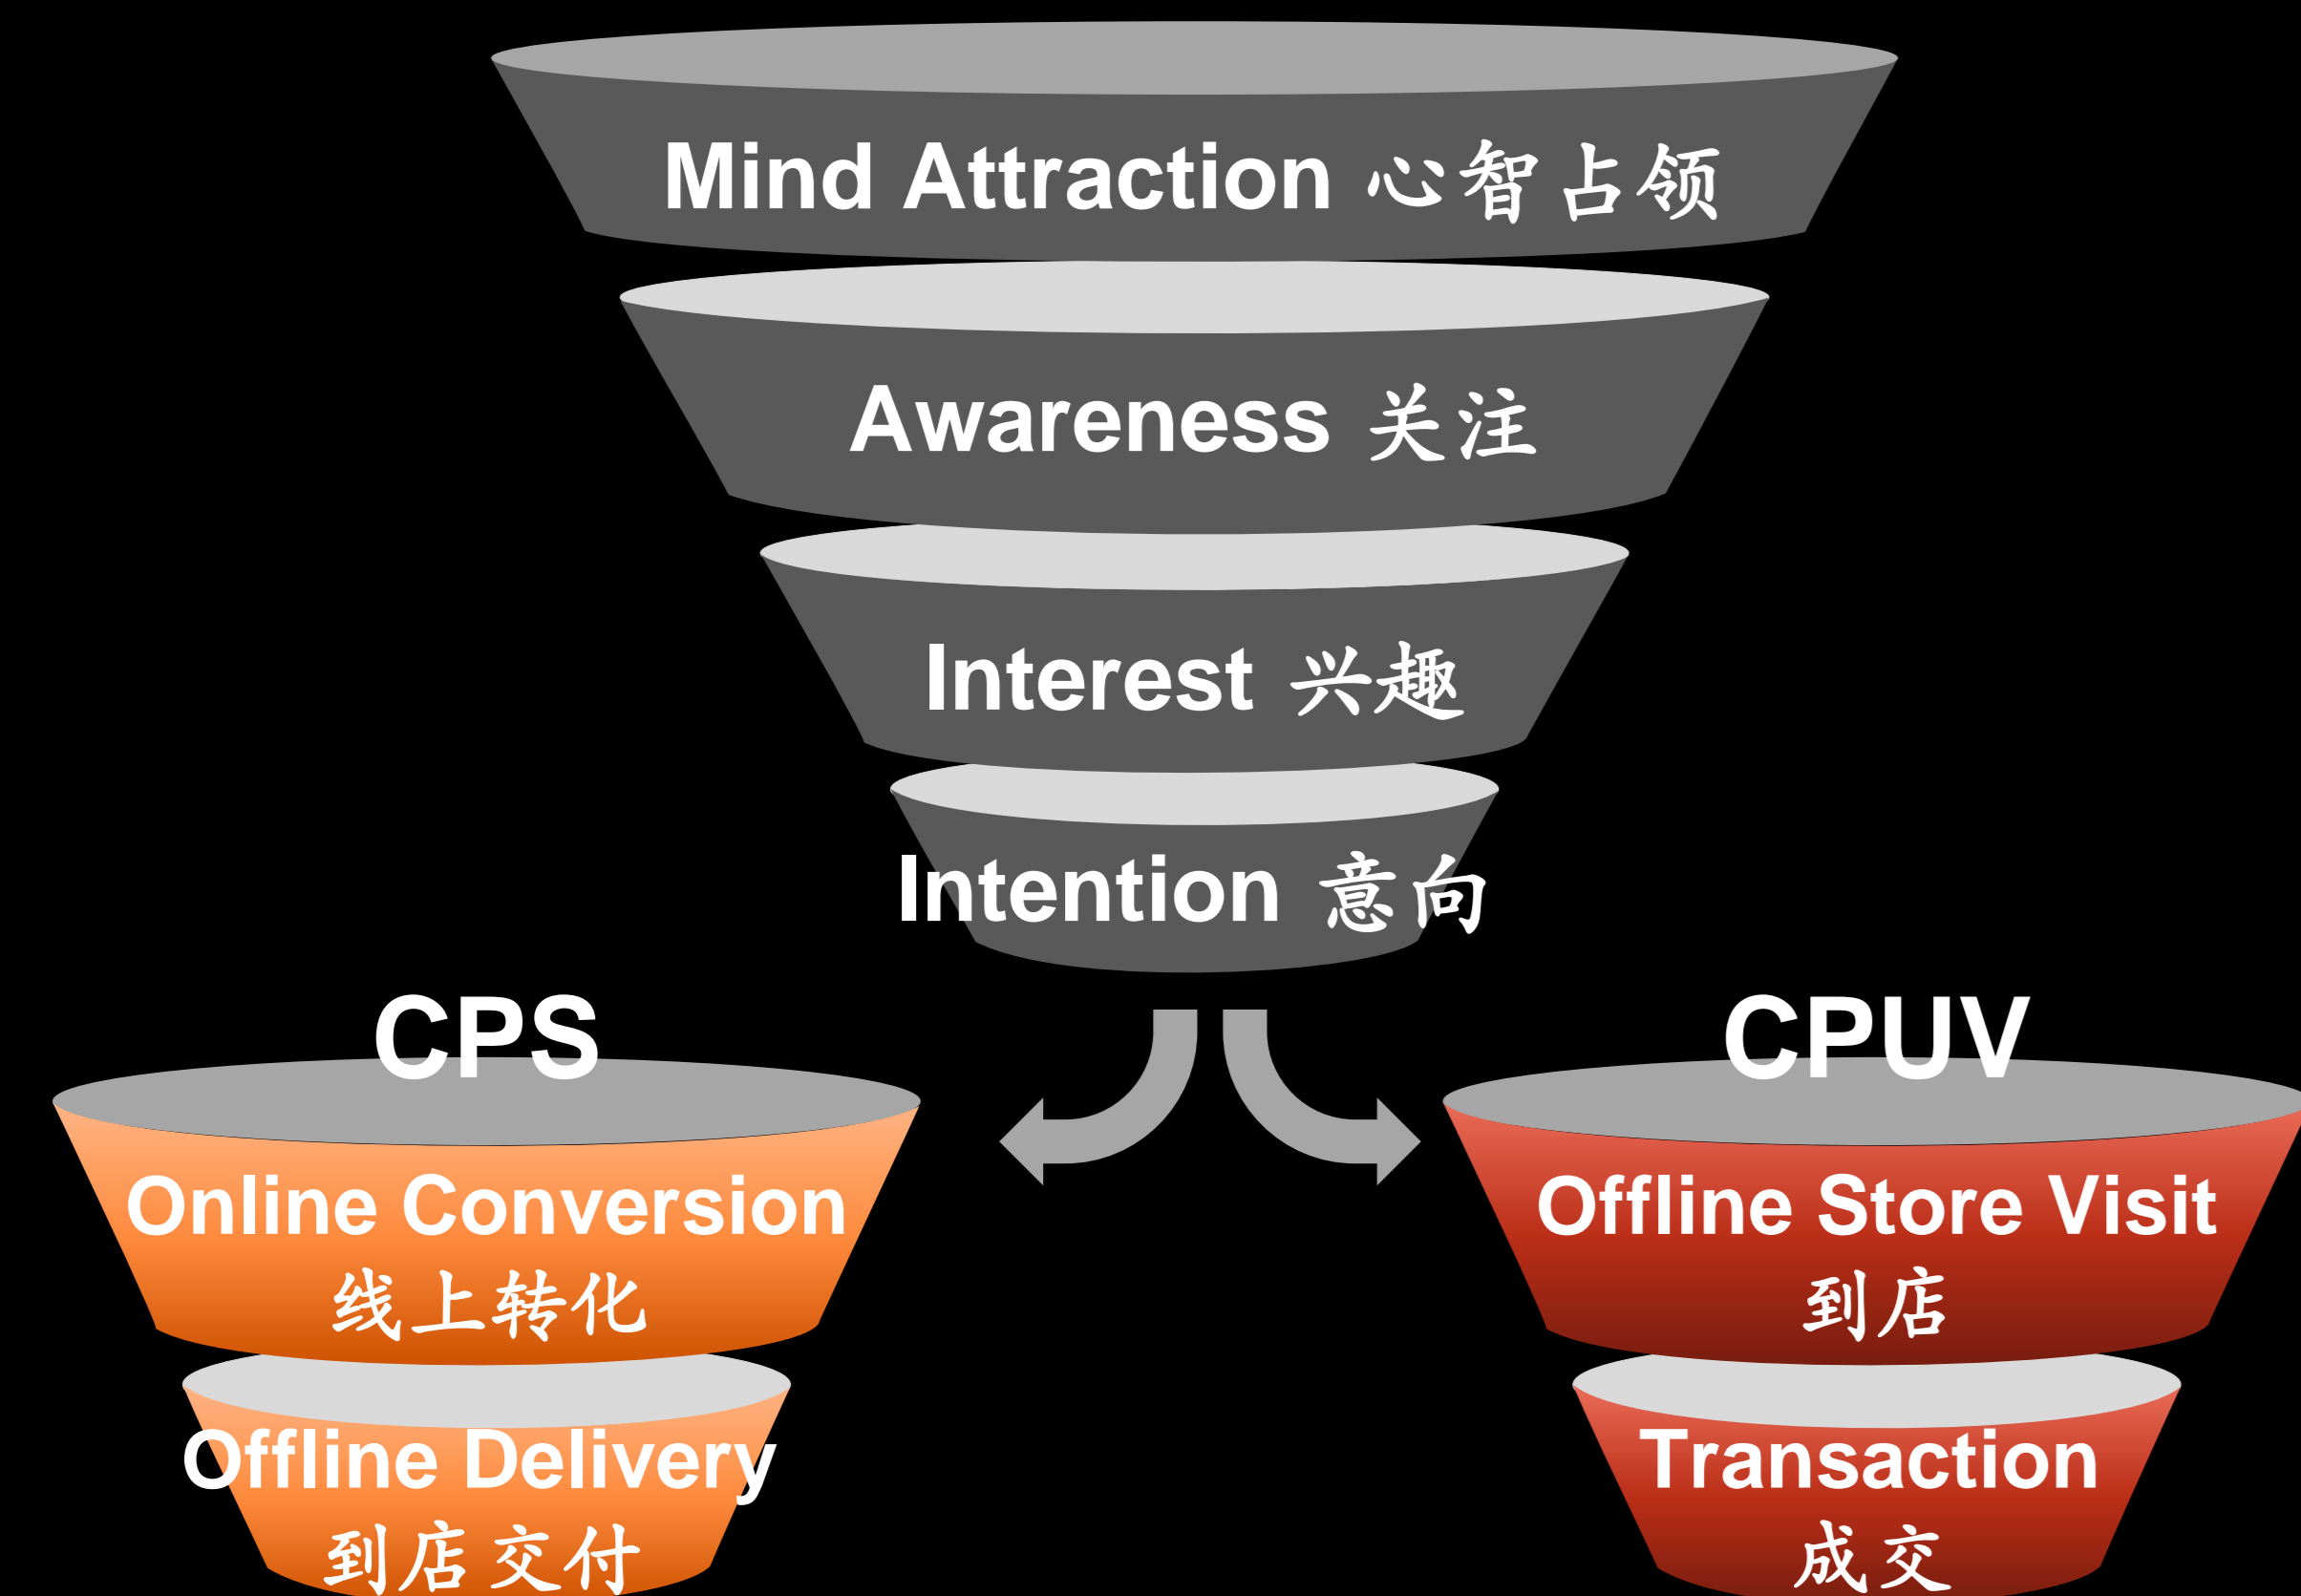 Mind Attraction 心智占领
Awareness 关注
Interest 兴趣
Intention 意向
CPS
Online Conversion
线上转化
Offline Delivery
到店交付
CPUV
Offline Store Visit
到店
Transaction
成交